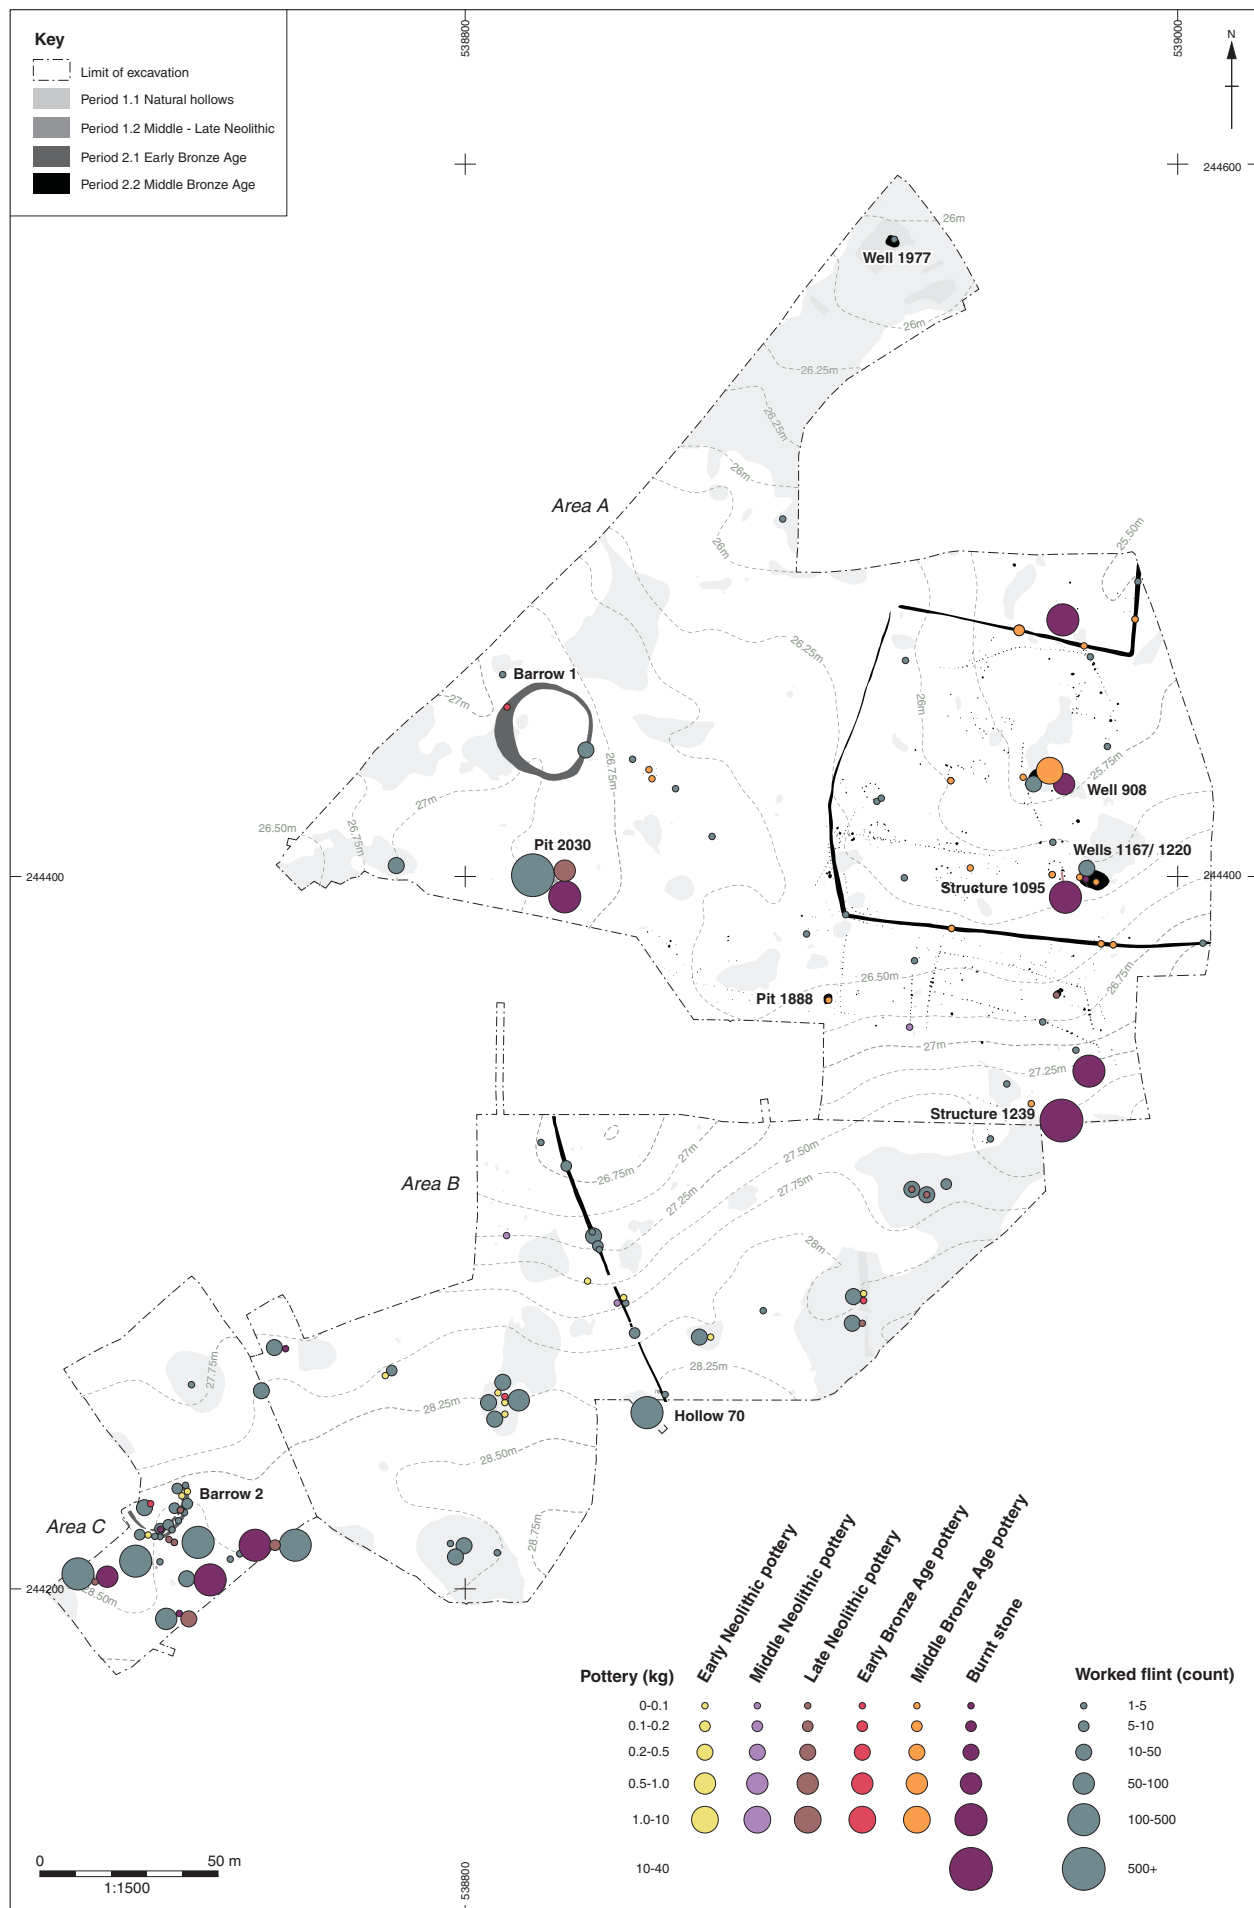 Key
Limit of excavation
Period 1.1 Natural hollows
Period 1.2 Middle - Late Neolithic
Period 2.1 Early Bronze Age
Period 2.2 Middle Bronze Age
538800
539000
N
244600
26m
Well 1977
26m
26.25m
26.25m
26m
Area A
26m
25.50m
26.25m
Barrow 1
27m
26m
26.75m
25.75m
Well 908
27m
26.50m
26.75m
Pit 2030
Wells 1167/ 1220
244400
Structure 1095
244400
26.50m
26.75m
Pit 1888
27m
27.25m
Structure 1239
27m
27.50m
26.75m
Area B
27.25m
27.75m
28m
27.75m
28.25m
28.25m
Hollow 70
28.50m
Barrow 2
Area C
28.75m
244200
28.50m
Early Neolithic pottery
Middle Neolithic pottery
Late Neolithic pottery
Early Bronze Age pottery
Middle Bronze Age pottery
Burnt stone
Pottery (kg)
Worked flint (count)
0-0.1
1-5
0.1-0.2
5-10
0.2-0.5
10-50
0.5-1.0
50-100
1.0-10
100-500
10-40
500+
0
50 m
1:1500
538800